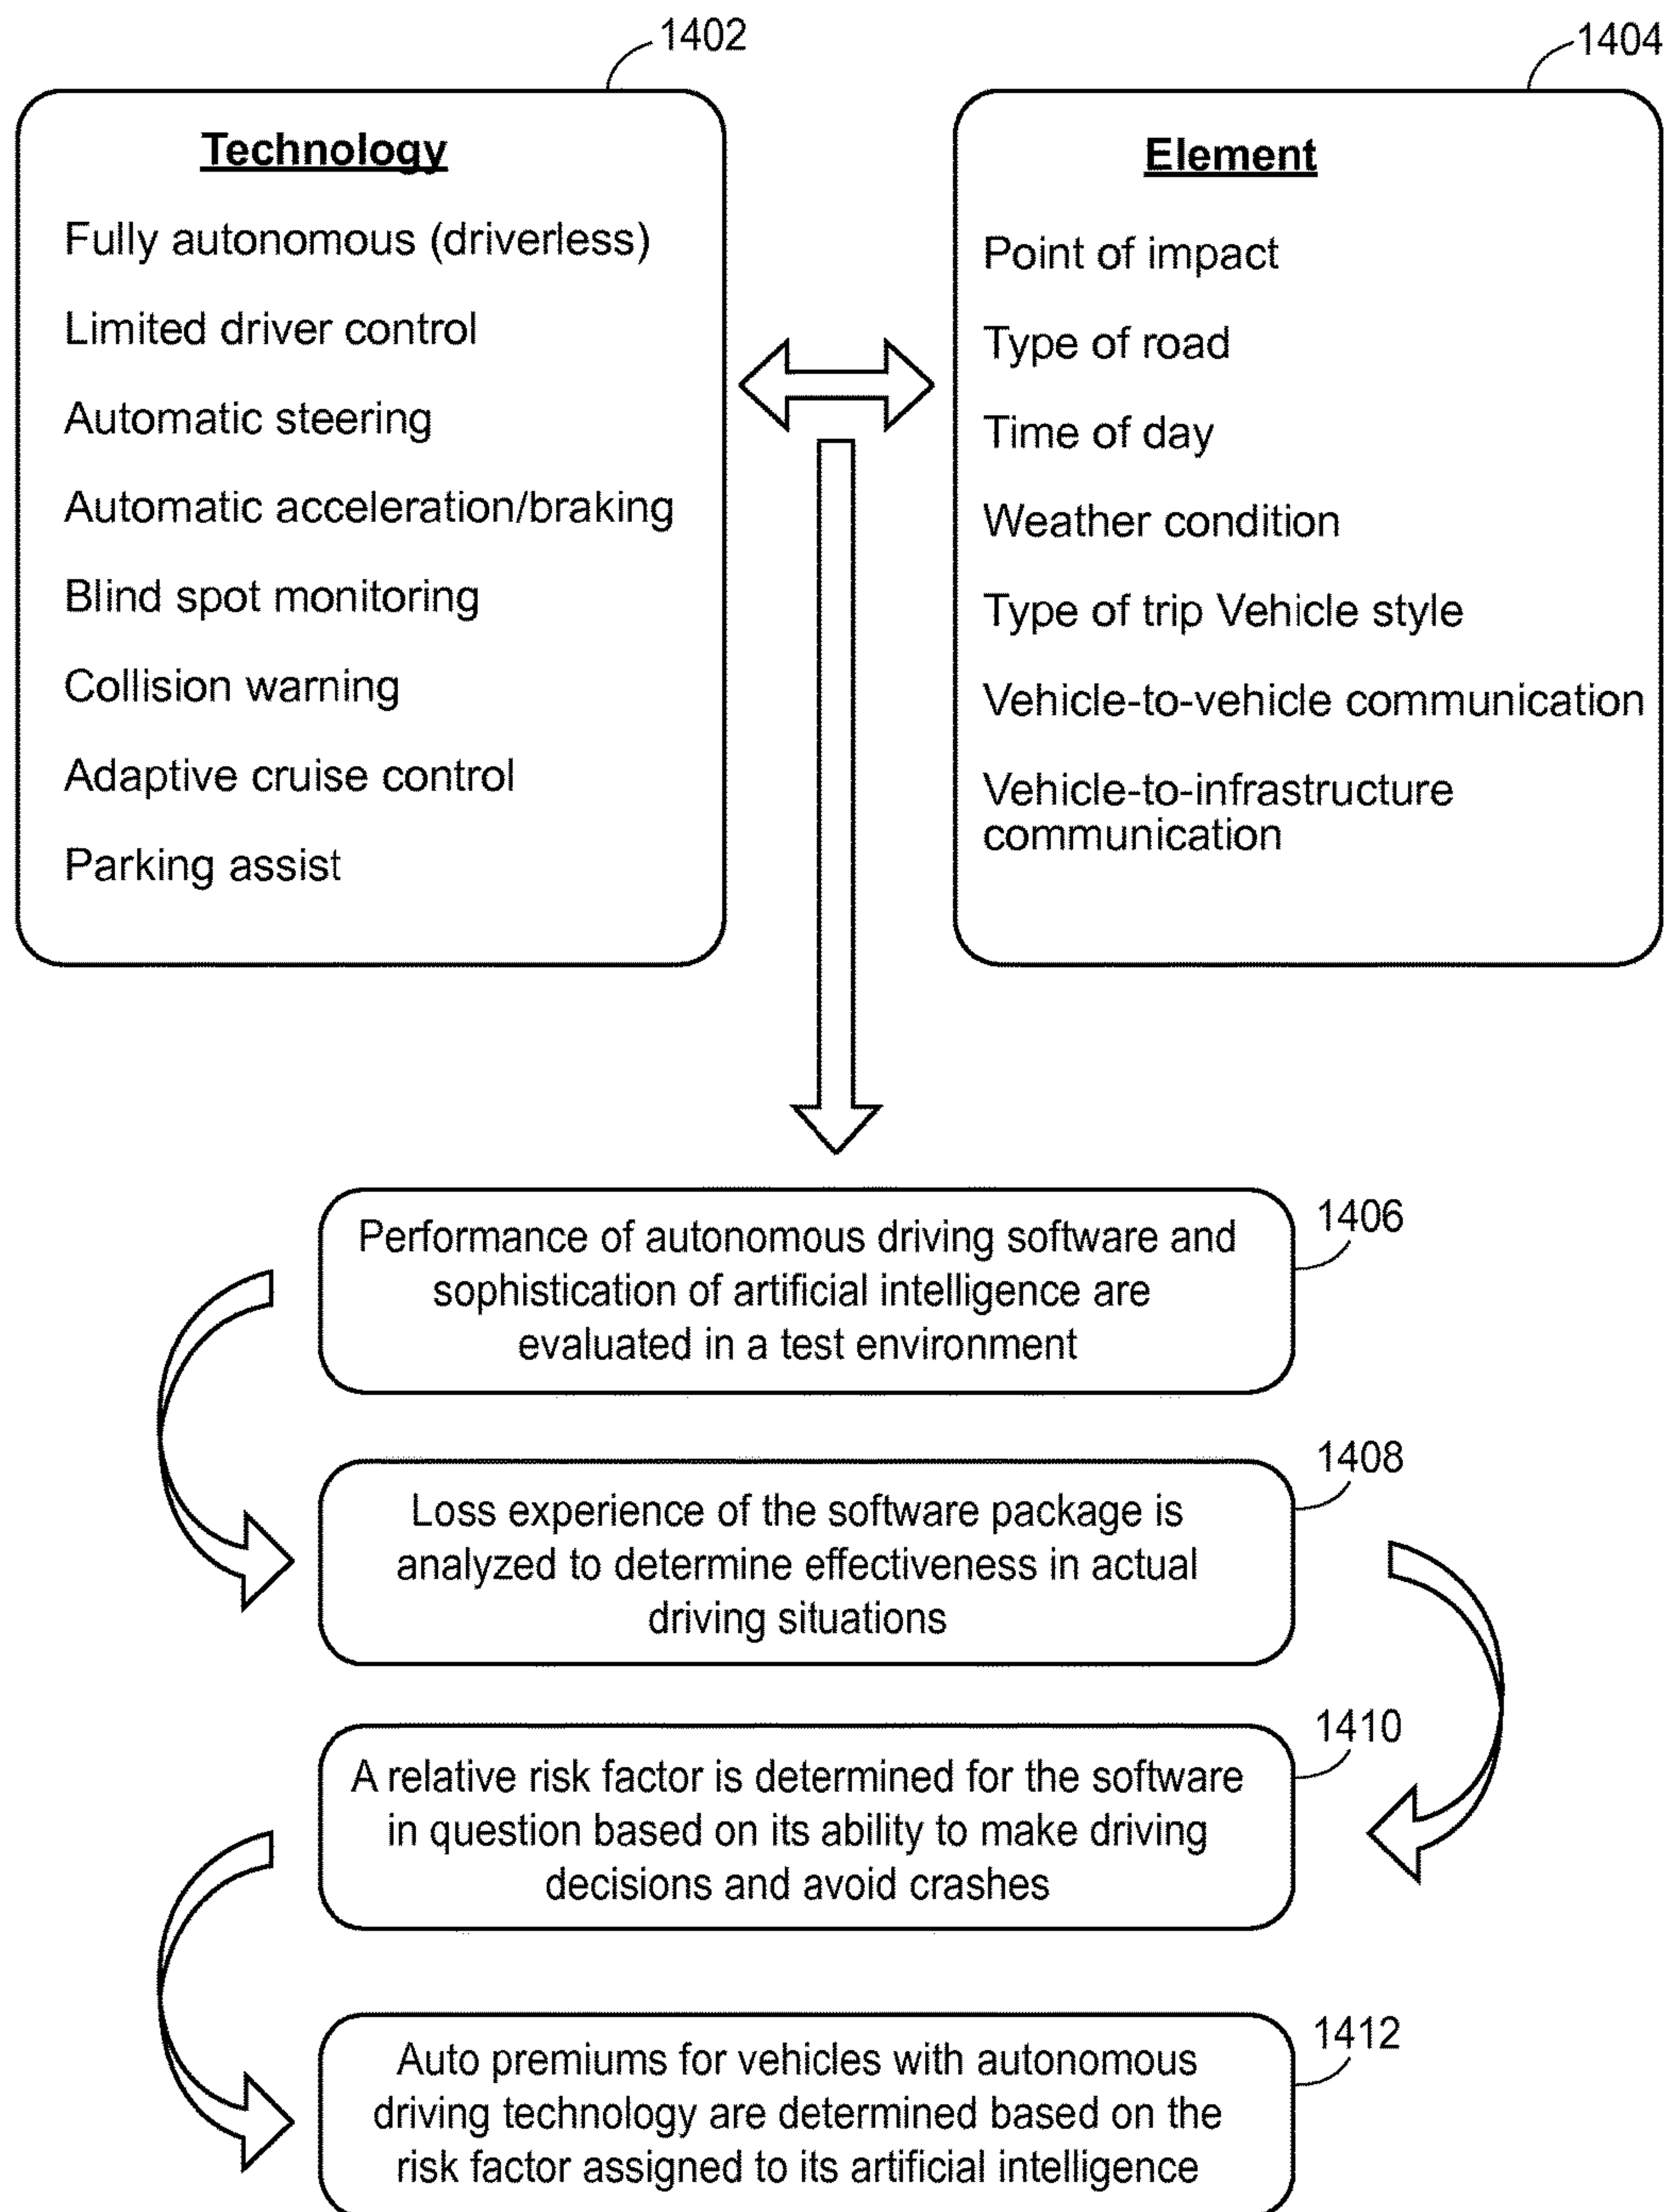 1402
1404
Technology
Fully autonomous (driverless)
Limited driver control
Automatic steering
Automatic acceleration/braking
Blind spot monitoring
Collision warning
Adaptive cruise control
Parking assist
Element
Point of impact
Type of road
Time of day
Weather condition
Type of trip Vehicle style
Vehicle-to-vehicle communication
Vehicle-to-infrastructure
communication
1406
Performance of autonomous driving software and
sophistication of artificial intelligence are
evaluated in a test environment
1408
Loss experience of the software package is
analyzed to determine effectiveness in actual
driving situations
1410
A relative risk factor is determined for the software
in question based on its ability to make driving
decisions and avoid crashes
1412
Auto premiums for vehicles with autonomous
driving technology are determined based on the
risk factor assigned to its artificial intelligence